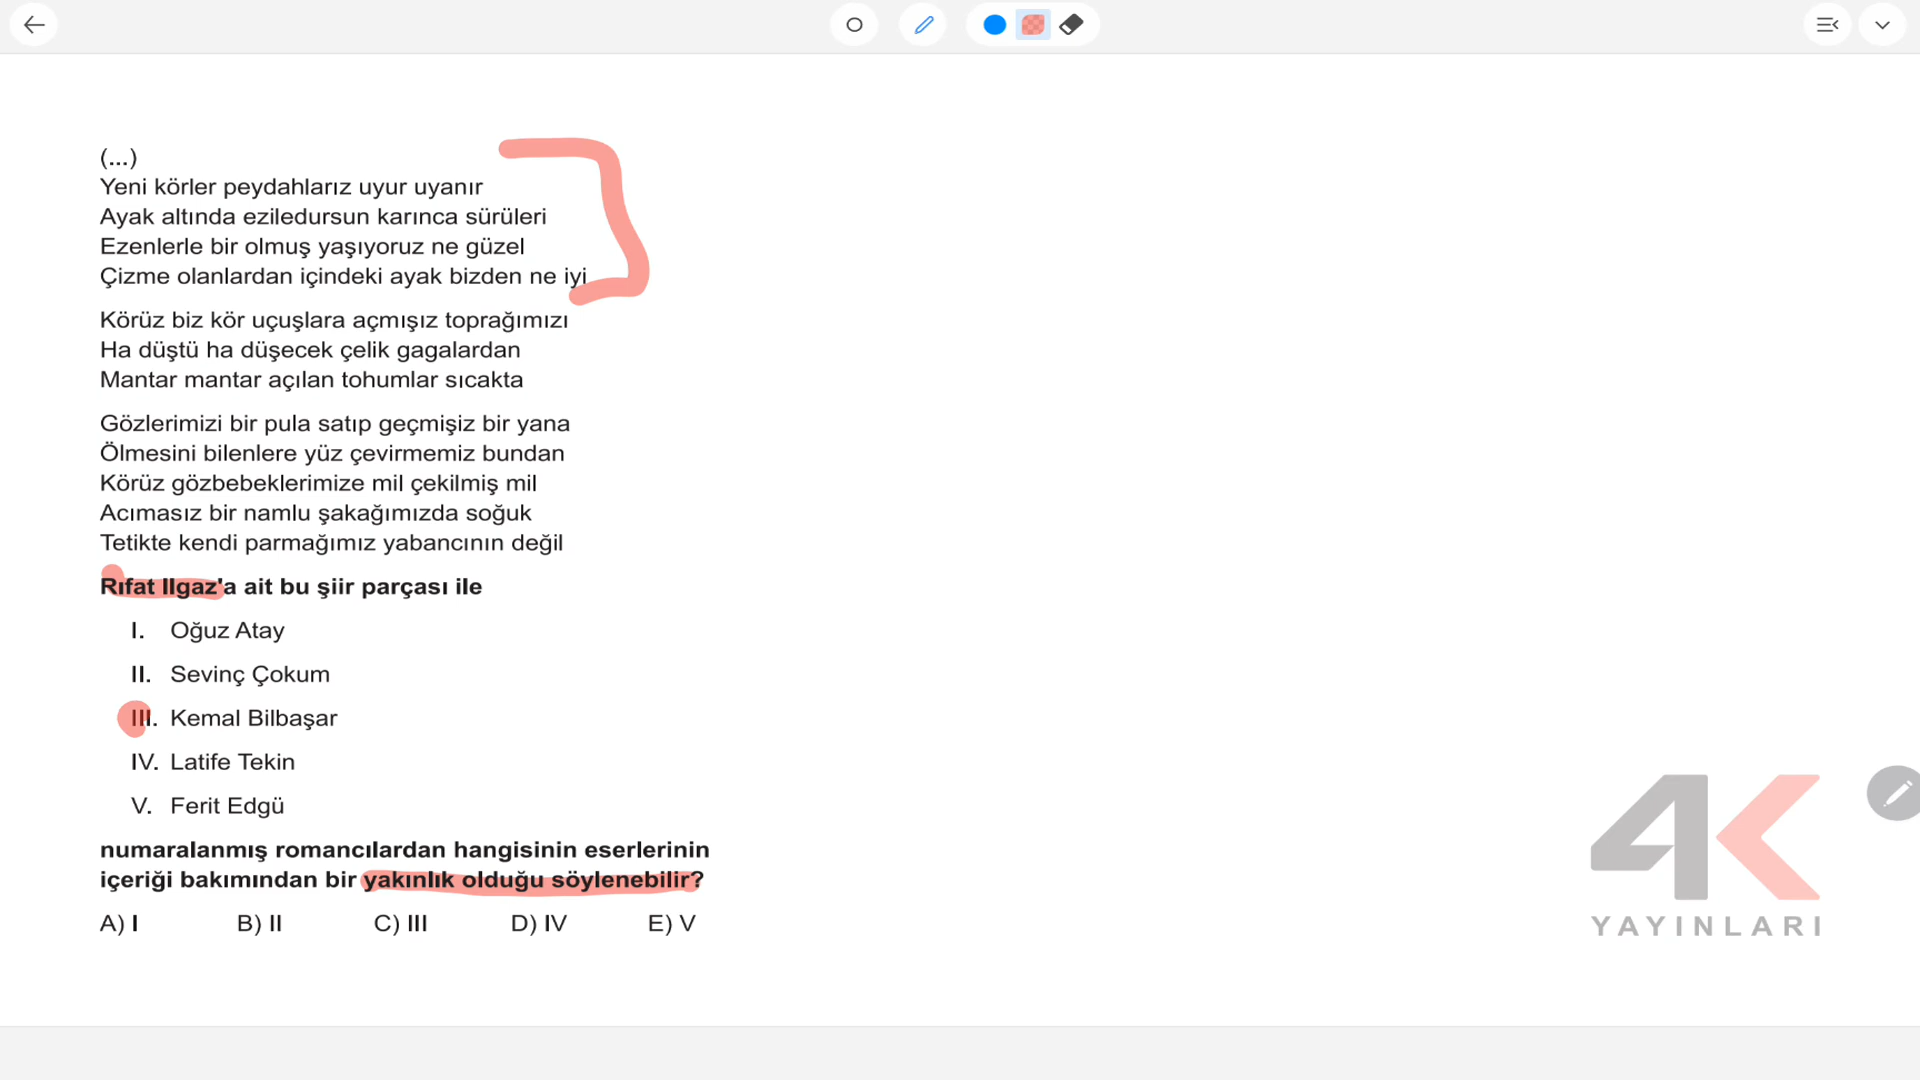 (...)
Yeni körler peydahlarız uyur uyanır
Ayak altında eziledursun karınca sürüleri
Ezenlerle bir olmuş yaşıyoruz ne güzel
Çizme olanlardan içindeki ayak bizden ne iyi
Körüz biz kör uçuşlara açmışız toprağımızı
Ha düştü ha düşecek çelik gagalardan
Mantar mantar açılan tohumlar sıcakta
Gözlerimizi bir pula satıp geçmişiz bir yana
Ölmesini bilenlere yüz çevirmemiz bundan
Körüz gözbebeklerimize mil çekilmiş mil
Acımasız bir namlu şakağımızda soğuk
Tetikte kendi parmağımız yabancının değil
Rıfat Ilgaz'a ait bu şiir parçası ile
I. Oğuz Atay
II. Sevinç Çokum
III. Kemal Bilbaşar
IV. Latife Tekin
V. Ferit Edgü
numaralanmış romancılardan hangisinin eserlerinin
içeriği bakımından bir yakınlık olduğu söylenebilir?
A) I B) II C) III D) IV E) V
4K
YAYINLARI